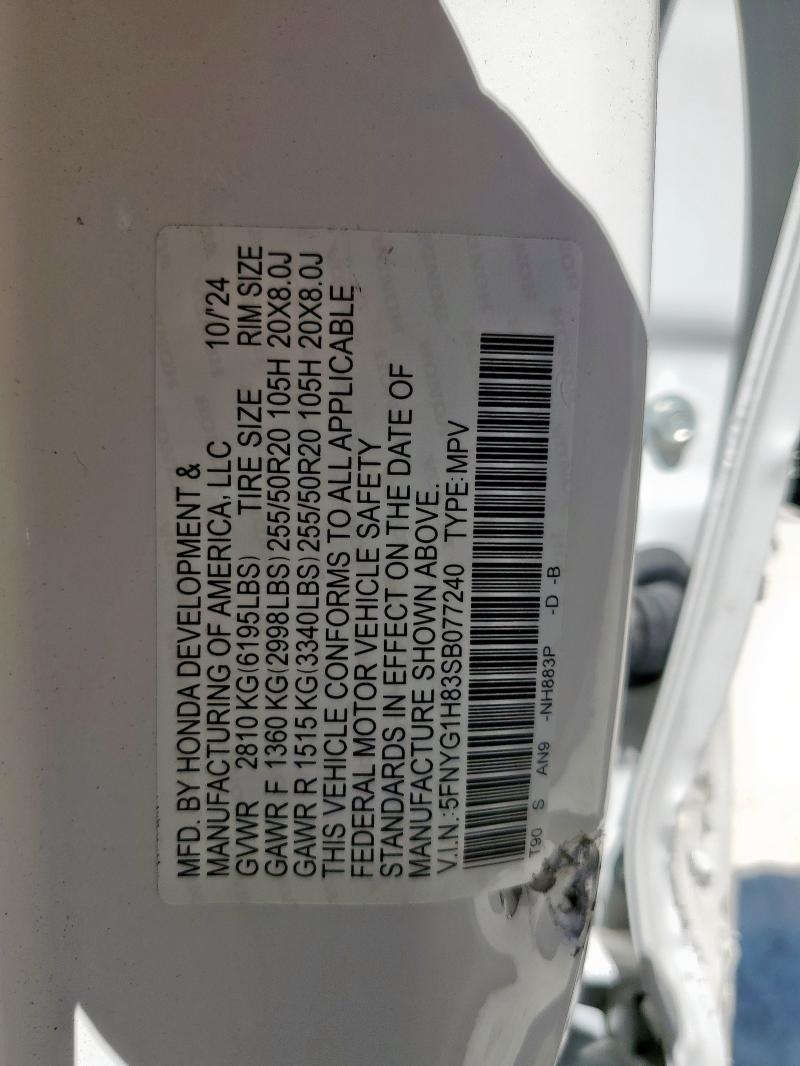 MFD. BY HONDA DEVELOPMENT &
MANUFACTURING OF AMERICA, LLC 10/'24
GVWR 2810 KG(6195LBS) TIRE SIZE RIM SIZE
GAWR F 1360 KG(2998LBS) 255/50R20 105H 20X8.0J
GAWR R 1515 KG(3340LBS) 255/50R20 105H 20X8.0J
THIS VEHICLE CONFORMS TO ALL APPLICABLE
FEDERAL MOTOR VEHICLE SAFETY
STANDARDS IN EFFECT ON THE DATE OF
MANUFACTURE SHOWN ABOVE.
V.I.N.:5FNYG1H83SB077240 TYPE:MPV
T90 S AN9 -NH883P -D -B